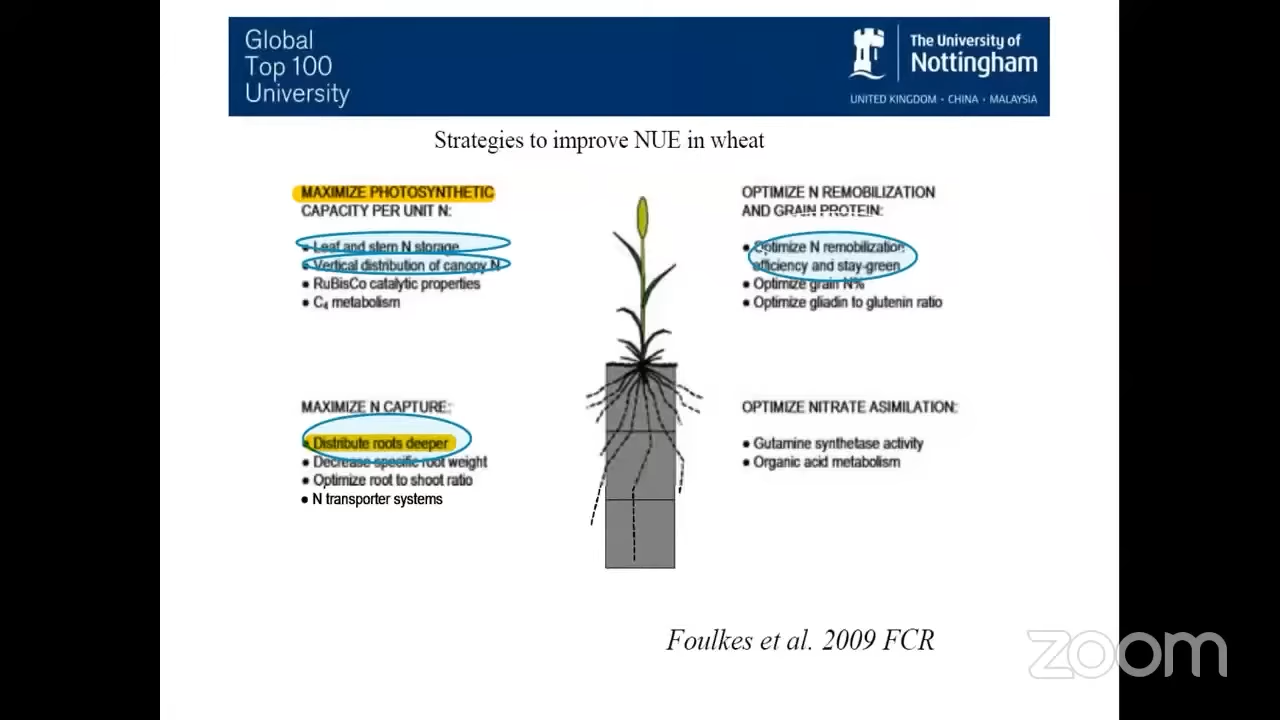 Global
Top 100
University
The University of
Nottingham
UNITED KINGDOM · CHINA · MALAYSIA
Strategies to improve NUE in wheat
MAXIMIZE PHOTOSYNTHETIC
CAPACITY PER UNIT N:
● Leaf and stem N storage
● Vertical distribution of canopy N
● RuBisCo catalytic properties
● C₄ metabolism
OPTIMIZE N REMOBILIZATION
AND GRAIN PROTEIN:
● Optimize N remobilization
efficiency and stay-green
● Optimize grain N%
● Optimize gliadin to glutenin ratio
MAXIMIZE N CAPTURE:
● Distribute roots deeper
● Decrease specific root weight
● Optimize root to shoot ratio
● N transporter systems
OPTIMIZE NITRATE ASIMILATION:
● Gutamine synthetase activity
● Organic acid metabolism
Foulkes et al. 2009 FCR
zoom